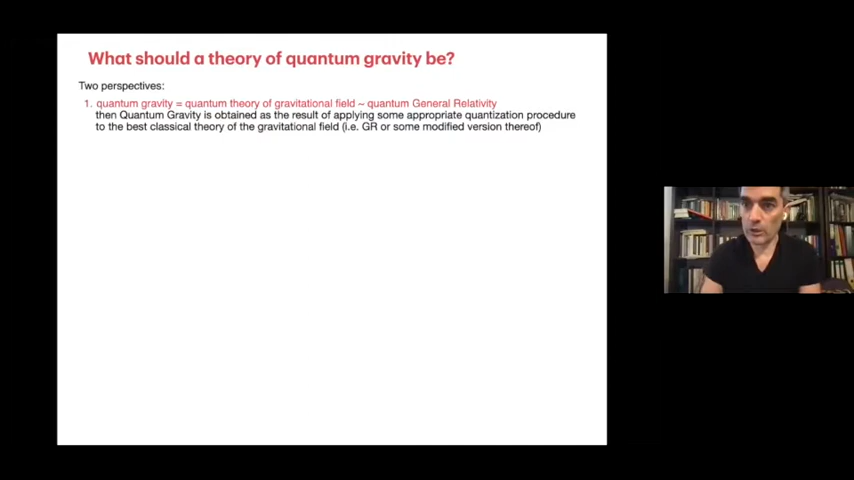 What should a theory of quantum gravity be?
Two perspectives:
1. quantum gravity = quantum theory of gravitational field ~ quantum General Relativity
then Quantum Gravity is obtained as the result of applying some appropriate quantization procedure
to the best classical theory of the gravitational field (i.e. GR or some modified version thereof)